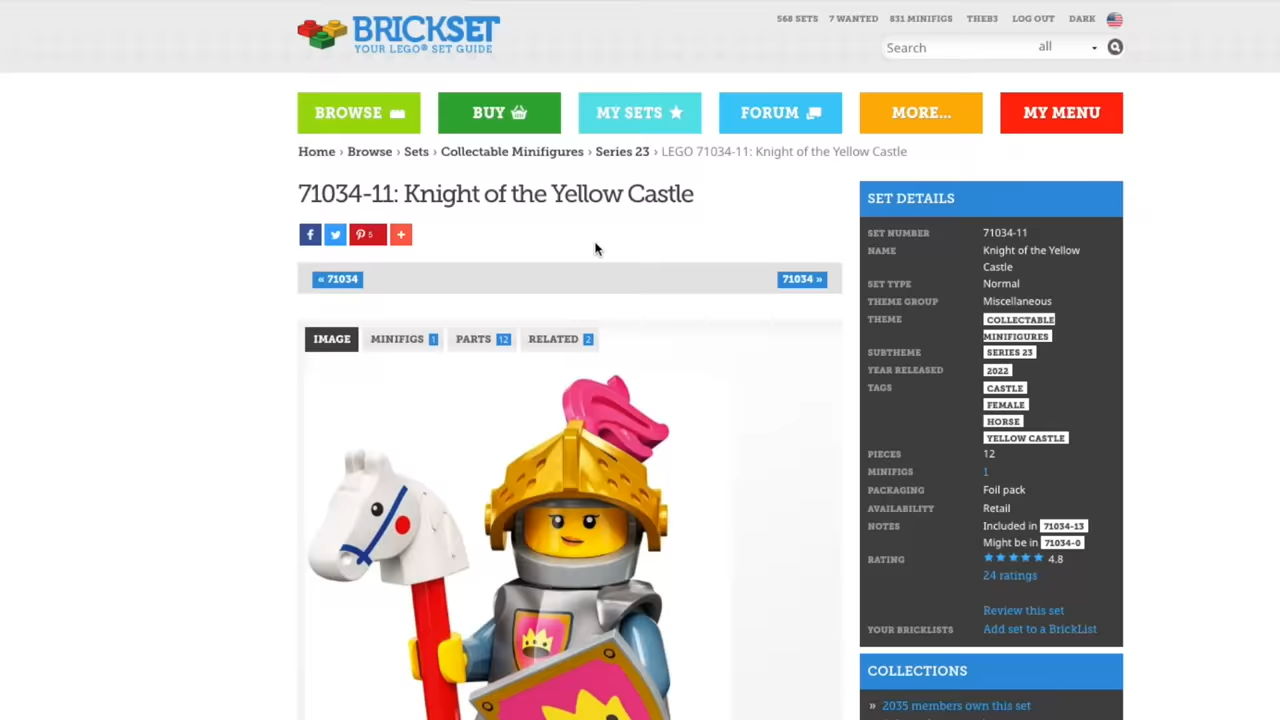 BRICKSET
YOUR LEGO® SET GUIDE
568 SETS 7 WANTED 831 MINIFIGS THEB3 LOG OUT DARK
Search all
BROWSE BUY MY SETS FORUM MORE... MY MENU
Home › Browse › Sets › Collectable Minifigures › Series 23 › LEGO 71034-11: Knight of the Yellow Castle
71034-11: Knight of the Yellow Castle
5
« 71034 71034 »
IMAGE MINIFIGS 1 PARTS 12 RELATED 2
SET DETAILS
SET NUMBER 71034-11
NAME Knight of the Yellow
Castle
SET TYPE Normal
THEME GROUP Miscellaneous
THEME COLLECTABLE
MINIFIGURES
SUBTHEME SERIES 23
YEAR RELEASED 2022
TAGS CASTLE
FEMALE
HORSE
YELLOW CASTLE
PIECES 12
MINIFIGS 1
PACKAGING Foil pack
AVAILABILITY Retail
NOTES Included in 71034-13
Might be in 71034-0
RATING ★★★★★ 4.8
24 ratings
Review this set
YOUR BRICKLISTS Add set to a BrickList
COLLECTIONS
» 2035 members own this set